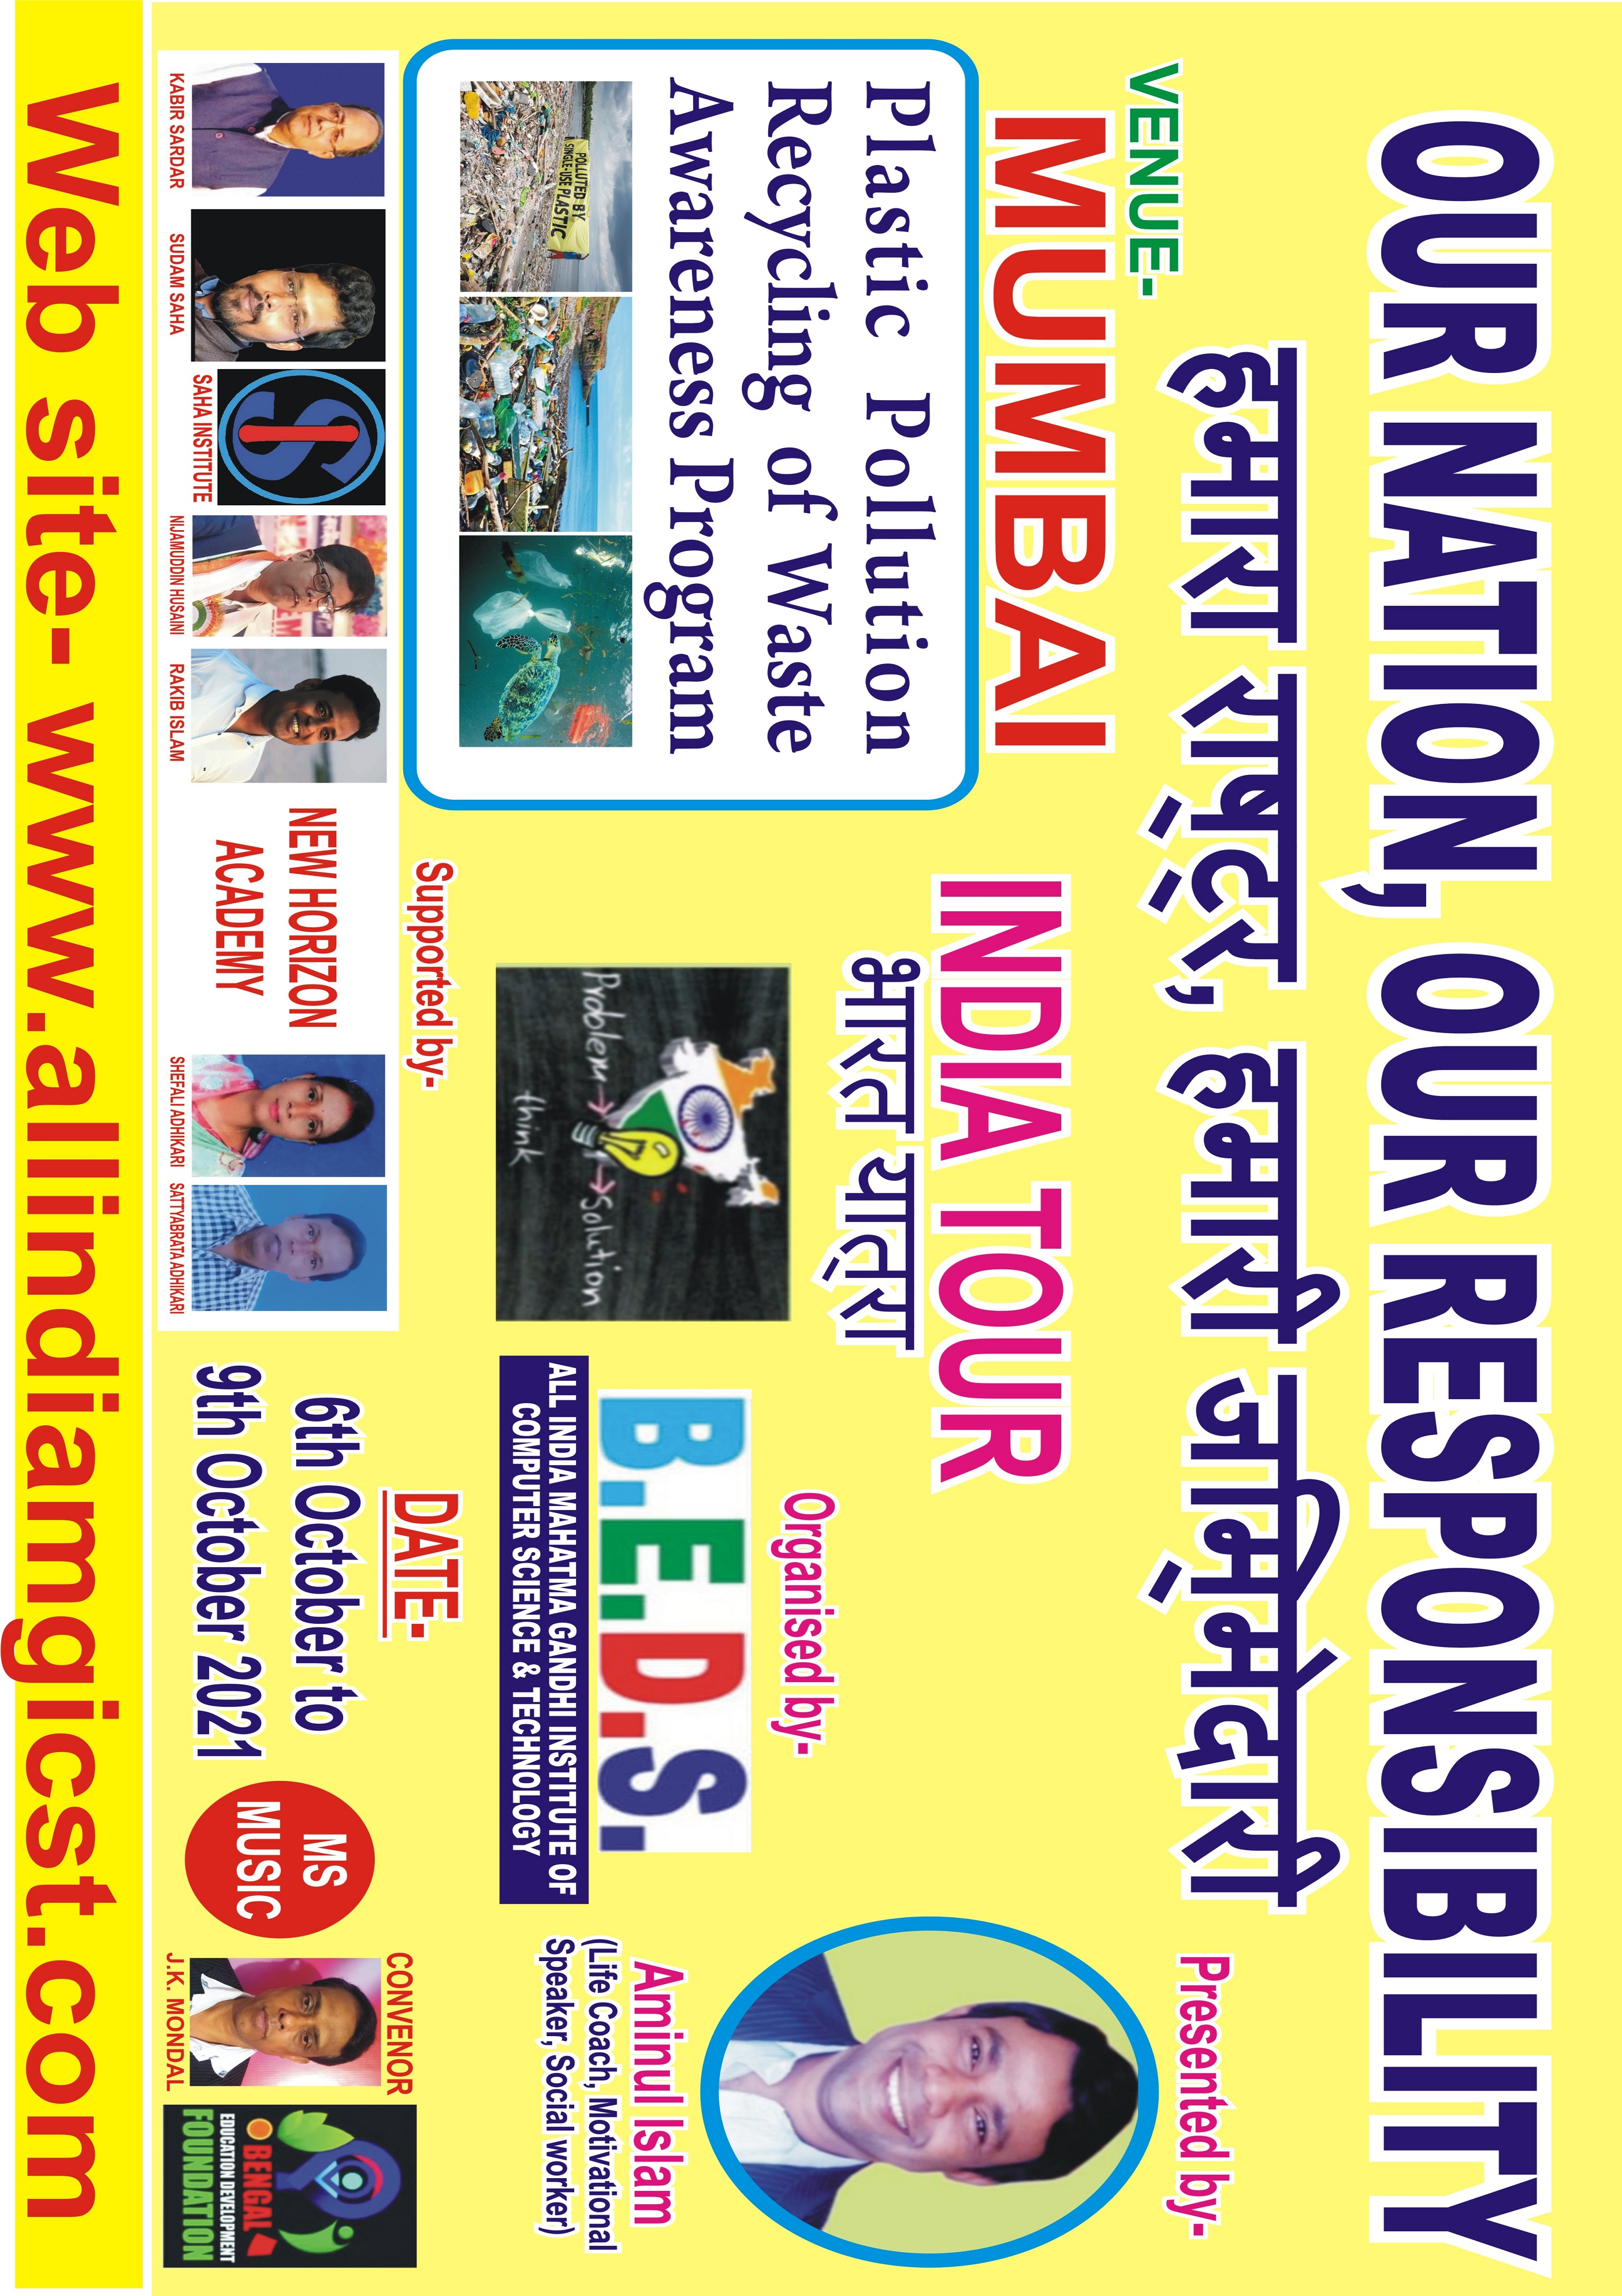 OUR NATION, OUR RESPONSIBILITY
हमारा राष्ट्र, हमारी जिम्मेदारी
VENUE-
MUMBAI
Plastic Pollution
Recycling of Waste
Awareness Program
POLLUTED BY
SINGLE-USE PLASTIC
INDIA TOUR
भारत यात्रा
Problem → → Solution
think
Presented by-
Aminul Islam
(Life Coach, Motivational
Speaker, Social worker)
Organised by-
B.E.D.S.
ALL INDIA MAHATMA GANDHI INSTITUTE OF
COMPUTER SCIENCE & TECHNOLOGY
Supported by-
KABIR SARDAR
SUDAM SAHA
SAHA INSTITUTE
NIJAMUDDIN HUSAINI
RAKIB ISLAM
NEW HORIZON
ACADEMY
SHEFALI ADHIKARI
SATTYABRATA ADHIKARI
DATE-
6th October to
9th October 2021
MS
MUSIC
CONVENOR
J.K. MONDAL
BENGAL
EDUCATION DEVELOPMENT
FOUNDATION
Web site- www.allindiamgicst.com